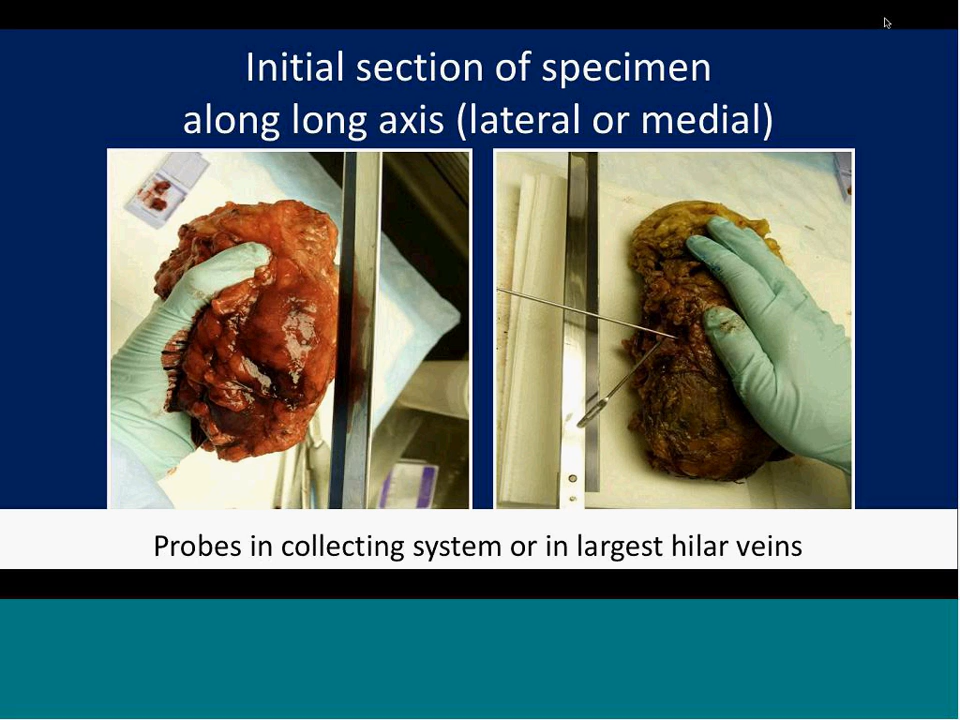 Initial section of specimen
along long axis (lateral or medial)
Probes in collecting system or in largest hilar veins